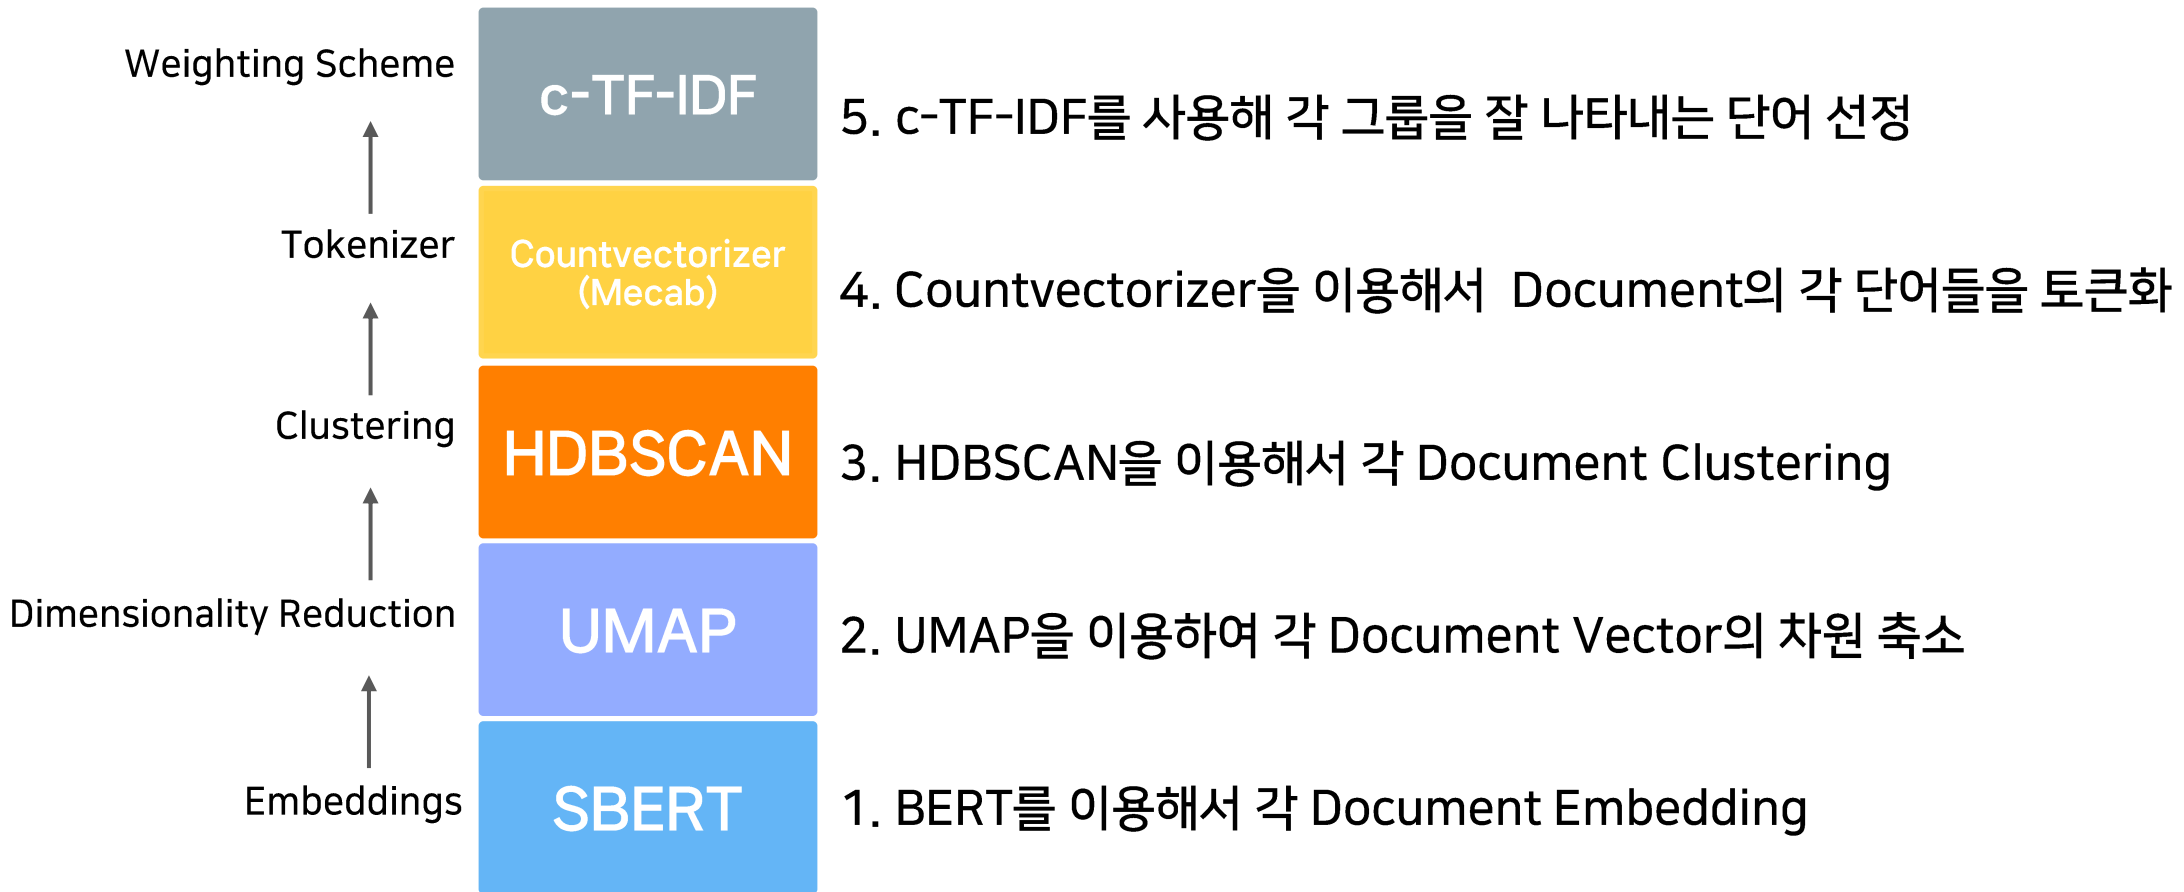 Weighting Scheme
c-TF-IDF
5. c-TF-IDF를 사용해 각 그룹을 잘 나타내는 단어 선정
Tokenizer
Countvectorizer
(Mecab)
4. Countvectorizer을 이용해서 Document의 각 단어들을 토큰화
Clustering
HDBSCAN
3. HDBSCAN을 이용해서 각 Document Clustering
Dimensionality Reduction
UMAP
2. UMAP을 이용하여 각 Document Vector의 차원 축소
Embeddings
SBERT
1. BERT를 이용해서 각 Document Embedding